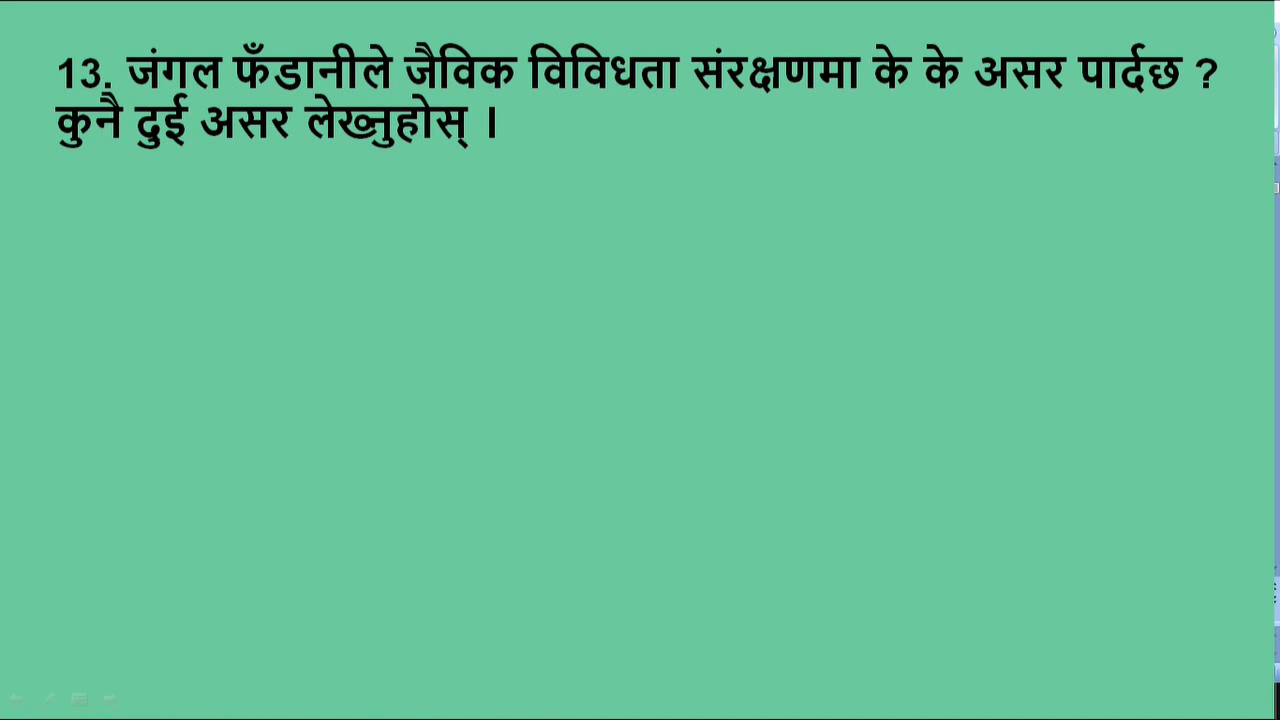 13. जंगल फँडानीले जैविक विविधता संरक्षणमा के के असर पार्दछ ?
कुनै दुई असर लेख्नुहोस् ।